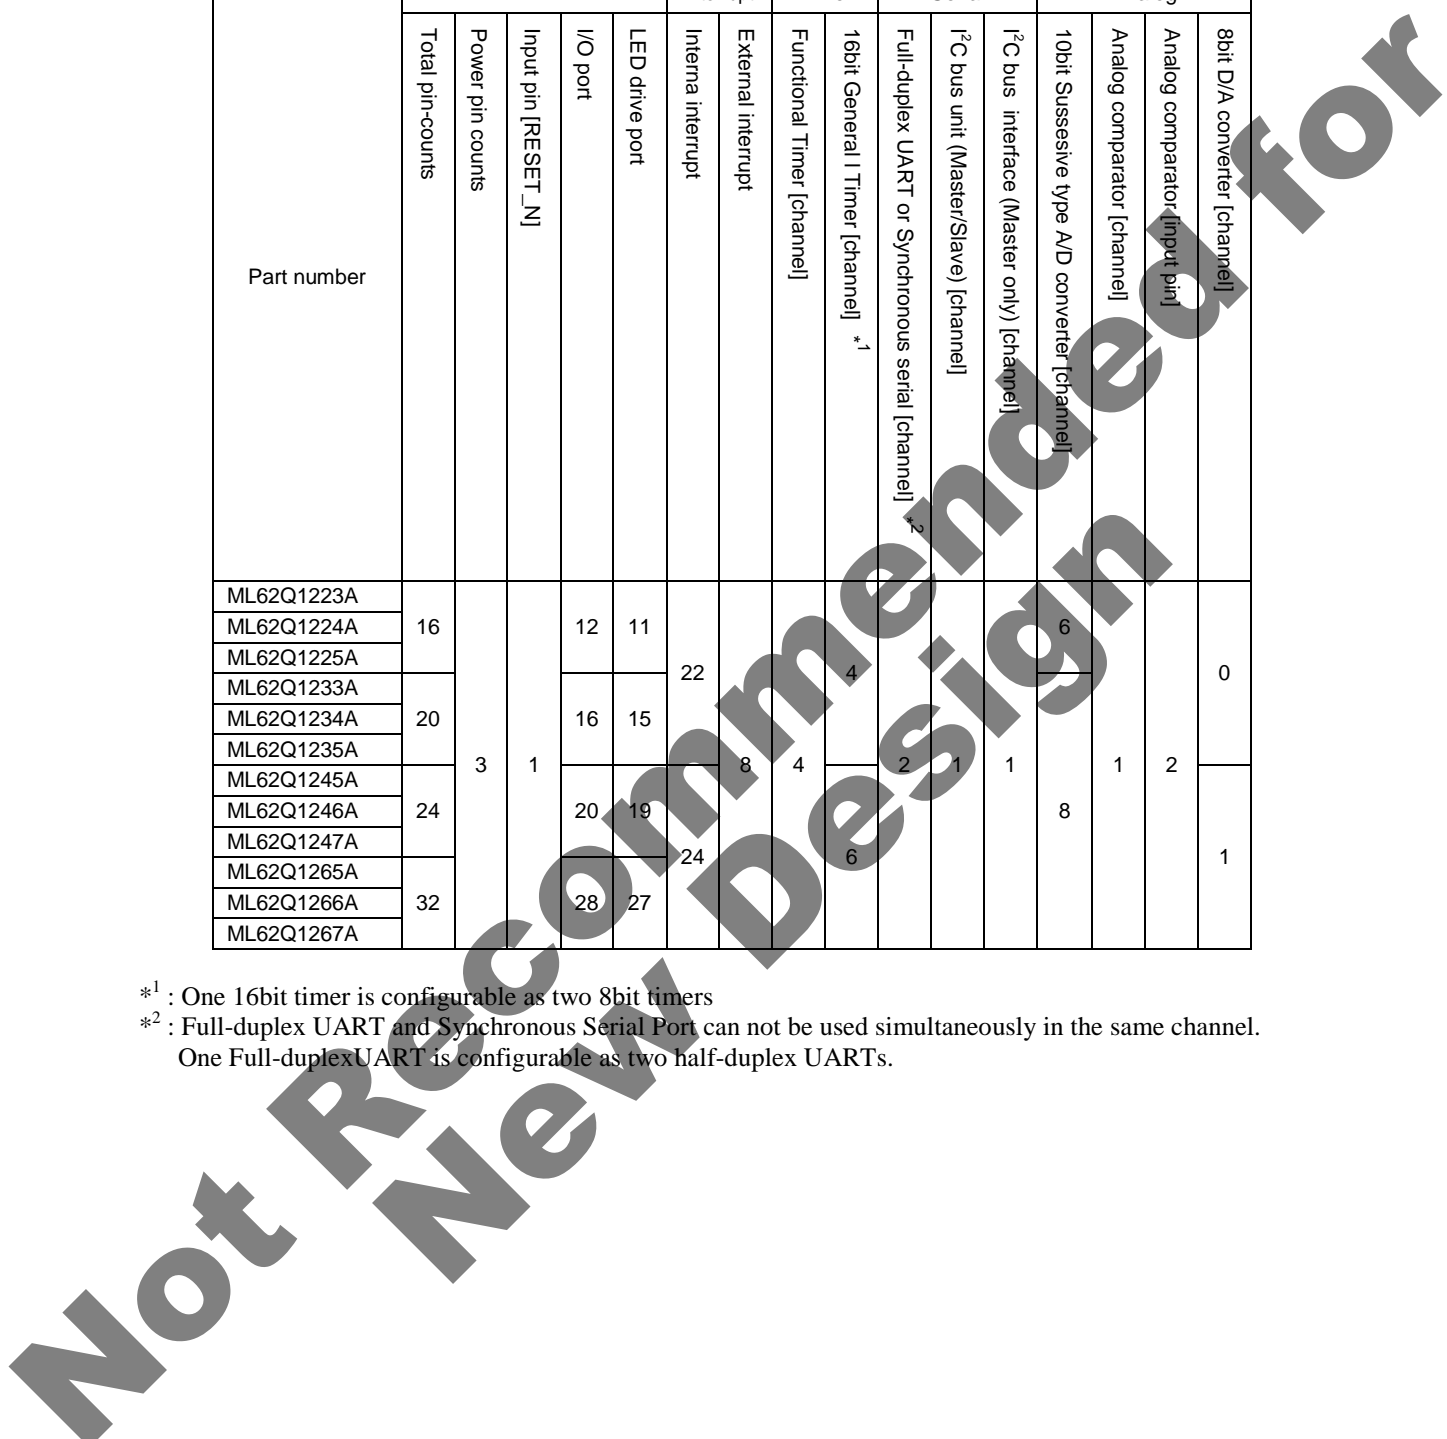 Part number
Total pin-counts
Power pin counts
Input pin [RESET_N]
I/O port
LED drive port
Interna interrupt
External interrupt
Functional Timer [channel]
16bit General l Timer [channel] *1
Full-duplex UART or Synchronous serial [channel] *2
I2C bus unit (Master/Slave) [channel]
I2C bus interface (Master only) [channel]
10bit Sussesive type A/D converter [channel]
Analog comparator [channel]
Analog comparator [input pin]
8bit D/A converter [channel]
ML62Q1223A
ML62Q1224A 16 12 11 6
ML62Q1225A
22 4 0
ML62Q1233A
ML62Q1234A 20 16 15
ML62Q1235A
3 1 8 4 2 1 1 1 2
ML62Q1245A
ML62Q1246A 24 20 19 8
ML62Q1247A
24 6 1
ML62Q1265A
ML62Q1266A 32 28 27
ML62Q1267A
*1 : One 16bit timer is configurable as two 8bit timers
*2 : Full-duplex UART and Synchronous Serial Port can not be used simultaneously in the same channel.
One Full-duplexUART is configurable as two half-duplex UARTs.
Not Recommended for
New Design